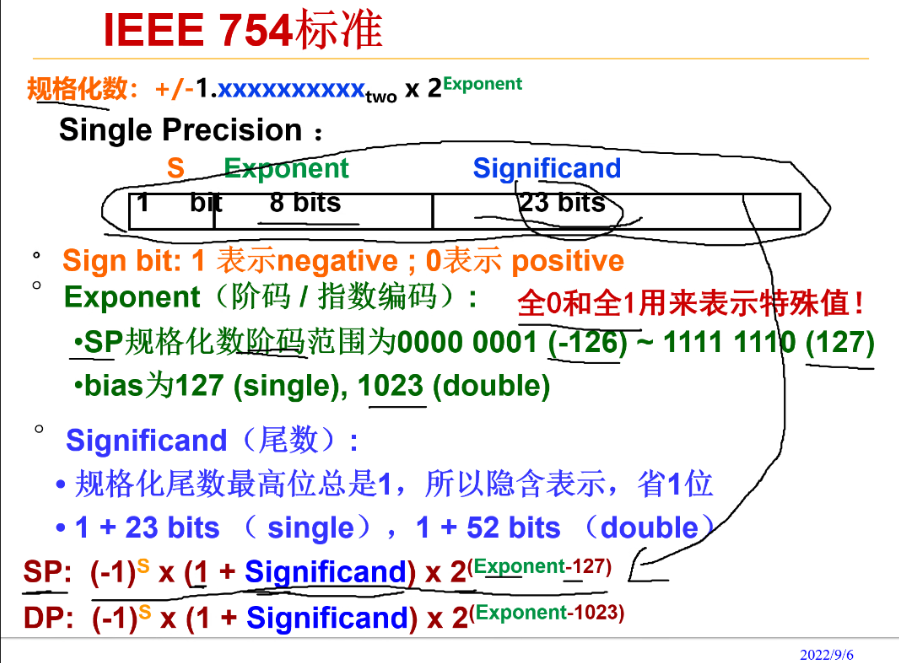 IEEE 754标准
规格化数：+/-1.xxxxxxxxxxtwo x 2Exponent
Single Precision ：
S Exponent Significand
1 bit 8 bits 23 bits
° Sign bit: 1 表示negative ; 0表示 positive
° Exponent（阶码 / 指数编码）: 全0和全1用来表示特殊值！
•SP规格化数阶码范围为0000 0001 (-126) ~ 1111 1110 (127)
•bias为127 (single), 1023 (double)
° Significand（尾数）:
• 规格化尾数最高位总是1，所以隐含表示，省1位
• 1 + 23 bits （ single），1 + 52 bits （double）
SP: (-1)S x (1 + Significand) x 2(Exponent-127)
DP: (-1)S x (1 + Significand) x 2(Exponent-1023)
2022/9/6